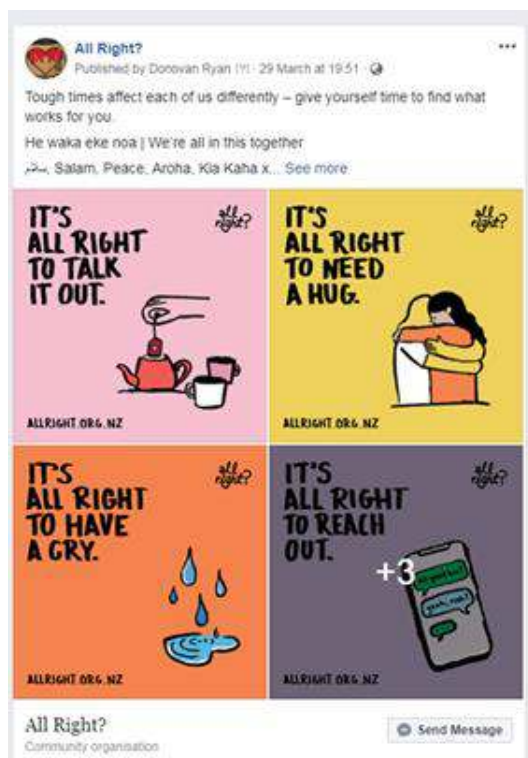 All Right?
Published by Donovan Ryan [?] · 29 March at 19:51 ·
Tough times affect each of us differently – give yourself time to find what
works for you.
He waka eke noa | We're all in this together
سلام, Salam, Peace, Aroha, Kia Kaha x... See more
IT'S
ALL RIGHT
TO TALK
IT OUT.
all
right?
ALLRIGHT.ORG.NZ
IT'S
ALL RIGHT
TO NEED
A HUG.
all
right?
ALLRIGHT.ORG.NZ
IT'S
ALL RIGHT
TO HAVE
A CRY.
all
right?
ALLRIGHT.ORG.NZ
IT'S
ALL RIGHT
TO REACH
OUT.
all
right?
+3
yeah, nah?
ALLRIGHT.ORG.NZ
All Right?
Community organisation
Send Message